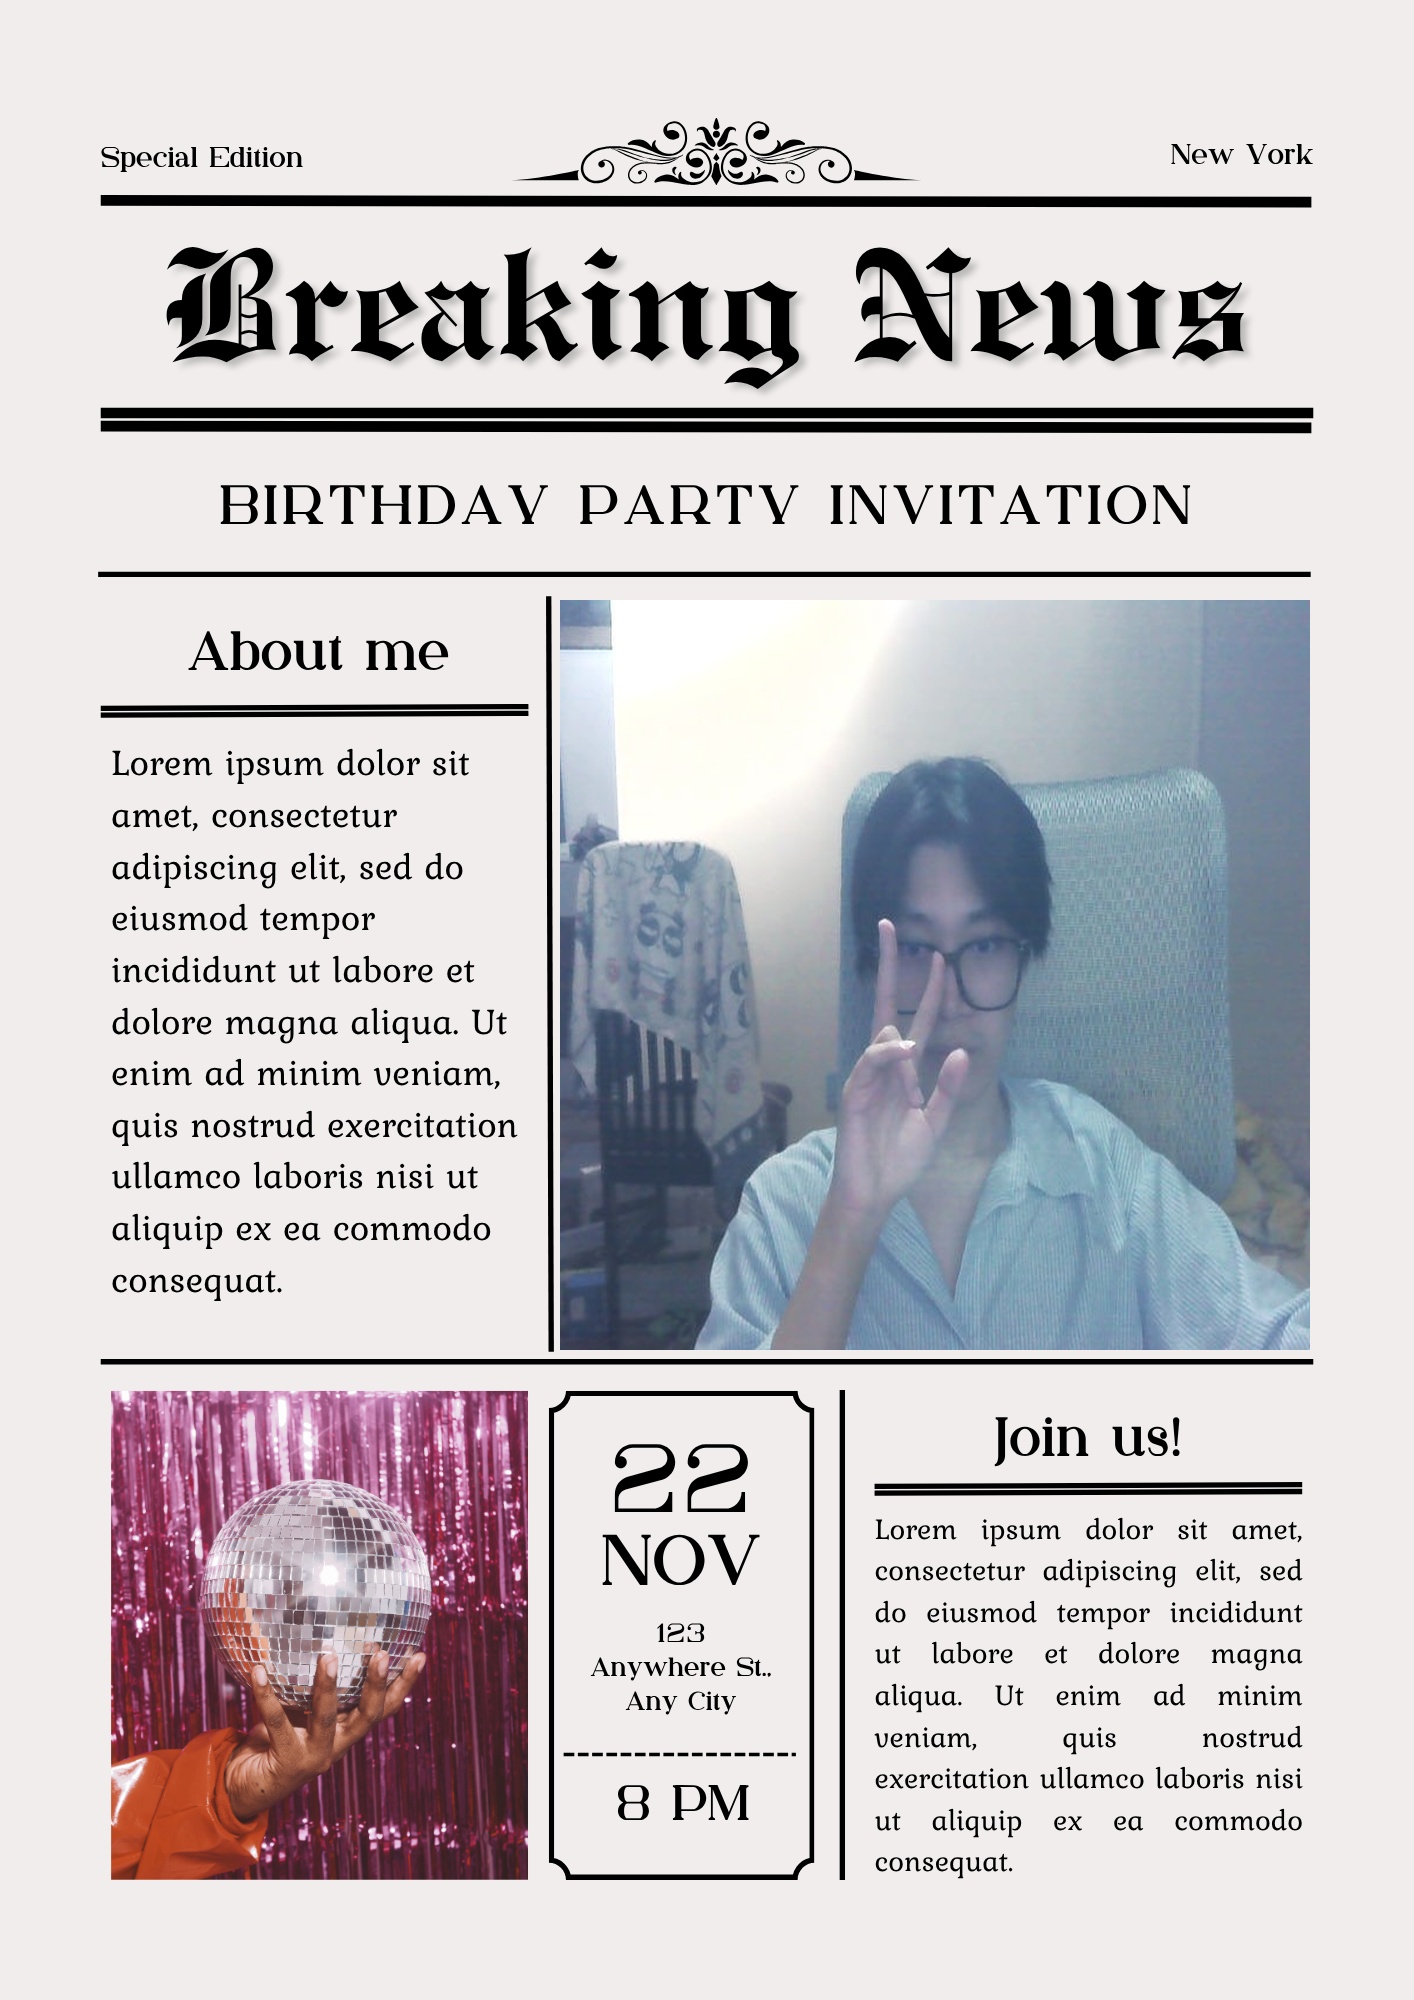 Special Edition
New York
Breaking News
BIRTHDAY PARTY INVITATION
About me
Lorem ipsum dolor sit
amet, consectetur
adipiscing elit, sed do
eiusmod tempor
incididunt ut labore et
dolore magna aliqua. Ut
enim ad minim veniam,
quis nostrud exercitation
ullamco laboris nisi ut
aliquip ex ea commodo
consequat.
22
NOV
123
Anywhere St.,
Any City
8 PM
Join us!
Lorem ipsum dolor sit amet,
consectetur adipiscing elit, sed
do eiusmod tempor incididunt
ut labore et dolore magna
aliqua. Ut enim ad minim
veniam, quis nostrud
exercitation ullamco laboris nisi
ut aliquip ex ea commodo
consequat.